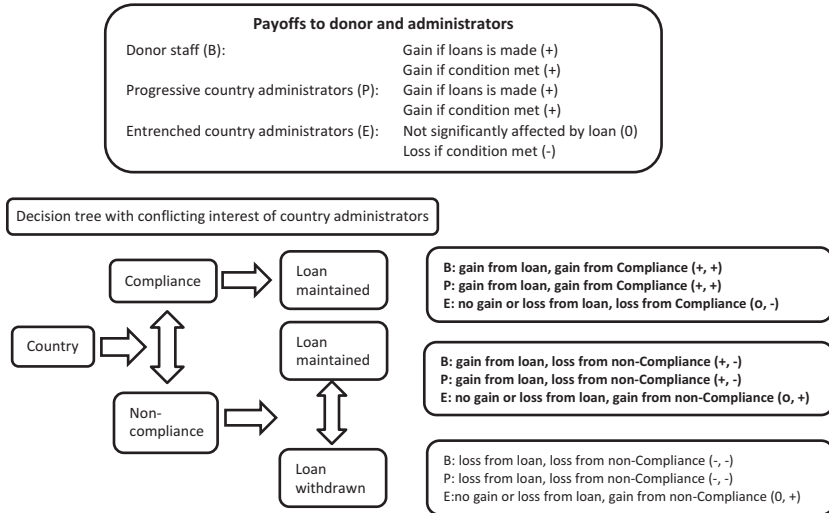 Payoffs to donor and administrators
Donor staff (B): Gain if loans is made (+)
Gain if condition met (+)
Progressive country administrators (P): Gain if loans is made (+)
Gain if condition met (+)
Entrenched country administrators (E): Not significantly affected by loan (0)
Loss if condition met (-)
Decision tree with conflicting interest of country administrators
Compliance
Loan
maintained
B: gain from loan, gain from Compliance (+, +)
P: gain from loan, gain from Compliance (+, +)
E: no gain or loss from loan, loss from Compliance (0, -)
Country
Loan
maintained
B: gain from loan, loss from non-Compliance (+, -)
P: gain from loan, loss from non-Compliance (+, -)
E: no gain or loss from loan, gain from non-Compliance (0, +)
Non-
compliance
Loan
withdrawn
B: loss from loan, loss from non-Compliance (-, -)
P: loss from loan, loss from non-Compliance (-, -)
E:no gain or loss from loan, gain from non-Compliance (0, +)